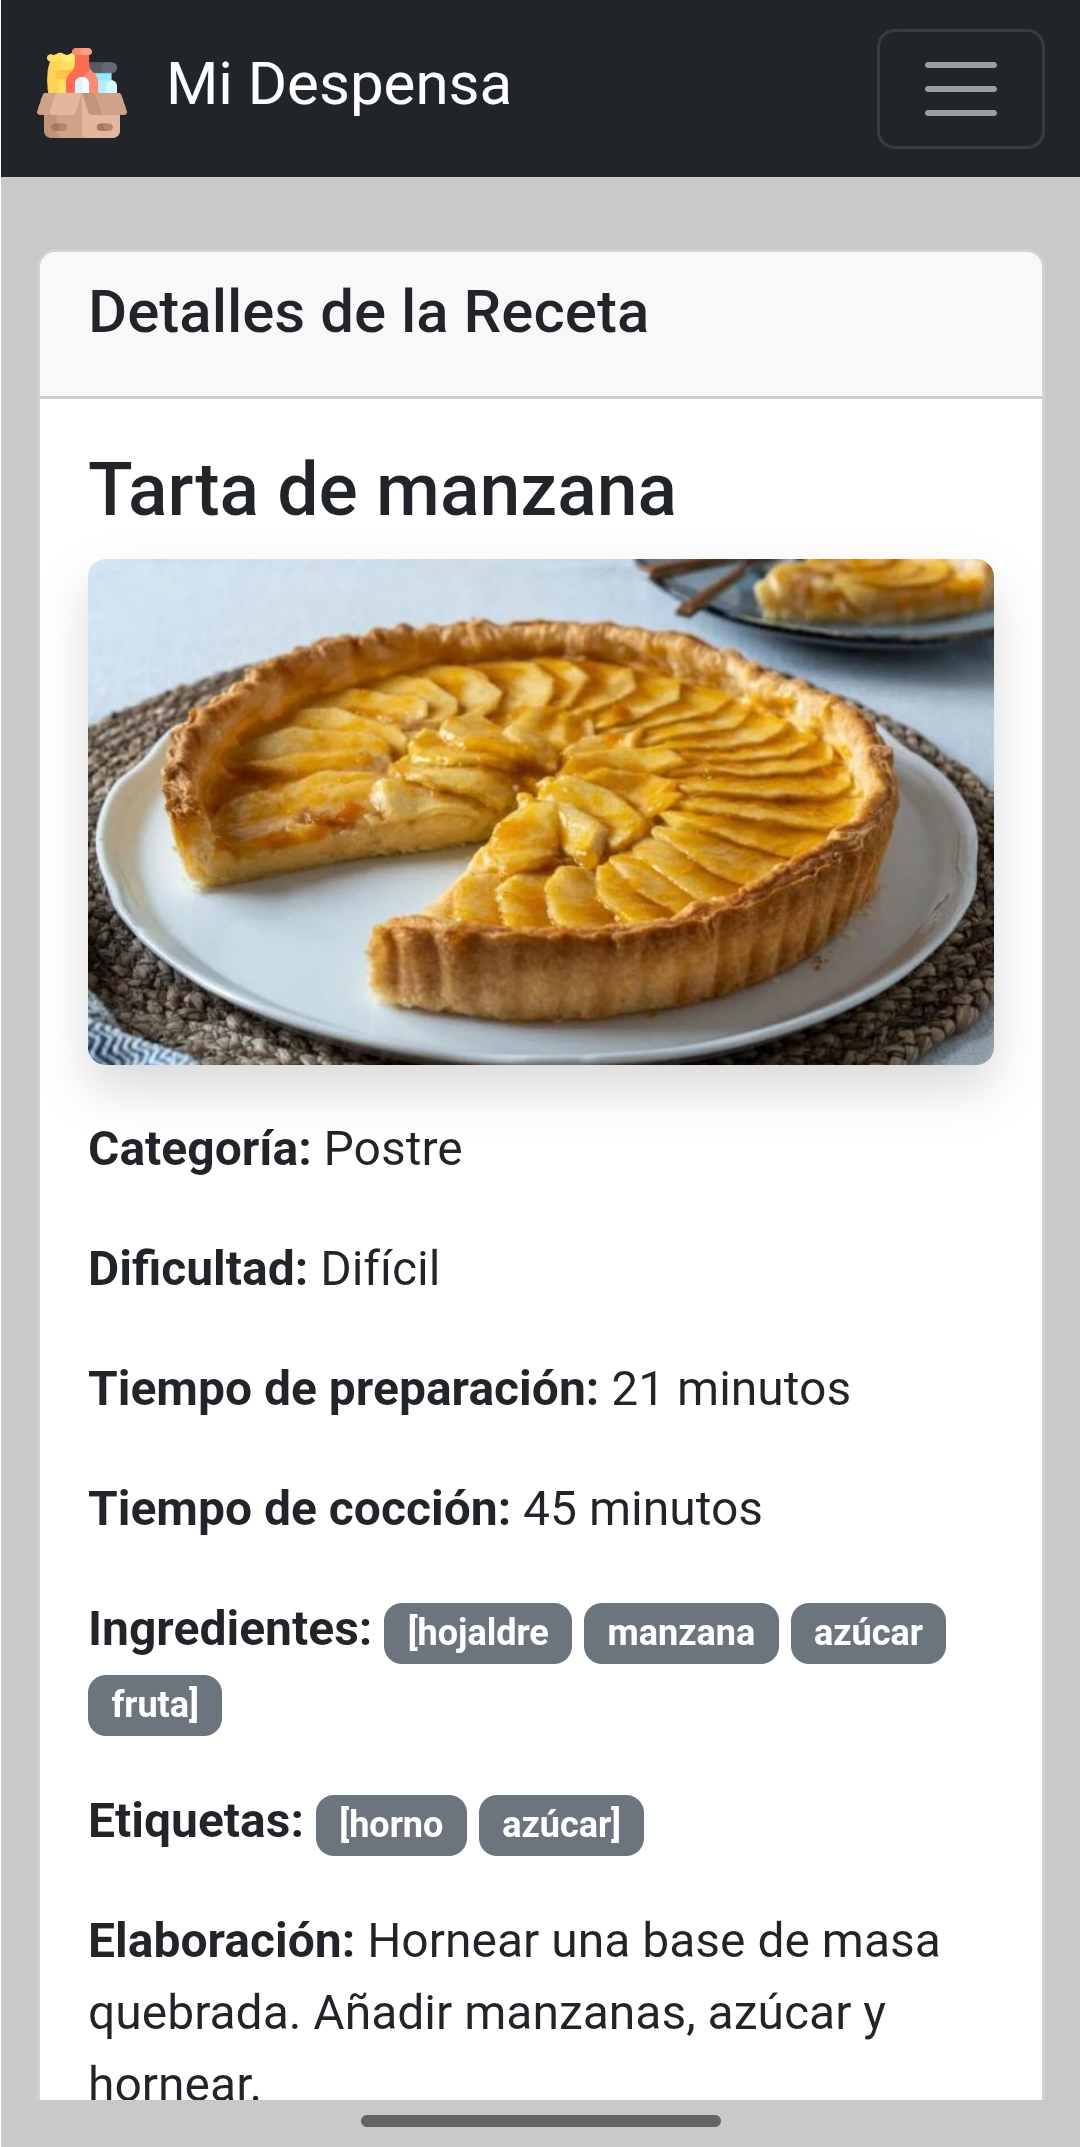 Mi Despensa
Detalles de la Receta
Tarta de manzana
Categoría: Postre
Dificultad: Difícil
Tiempo de preparación: 21 minutos
Tiempo de cocción: 45 minutos
Ingredientes: [hojaldre manzana azúcar
fruta]
Etiquetas: [horno azúcar]
Elaboración: Hornear una base de masa
quebrada. Añadir manzanas, azúcar y
hornear.